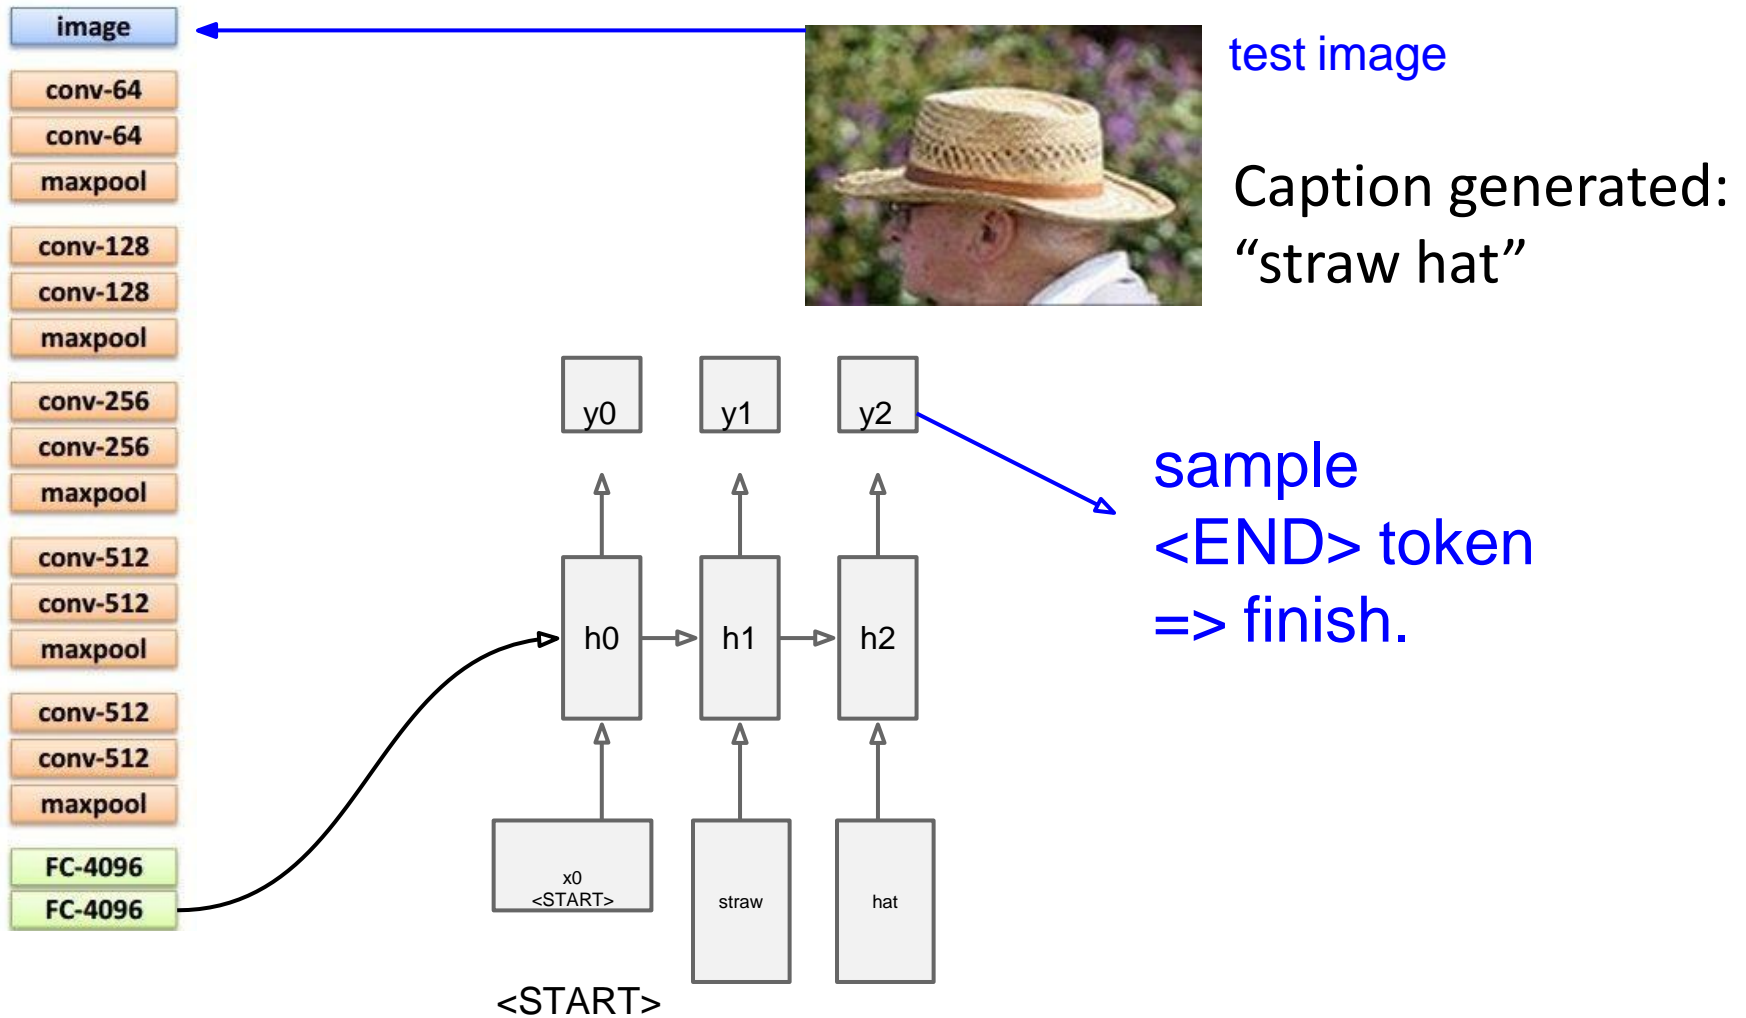 image
conv-64
conv-64
maxpool
conv-128
conv-128
maxpool
conv-256
conv-256
maxpool
conv-512
conv-512
maxpool
conv-512
conv-512
maxpool
FC-4096
FC-4096
test image
Caption generated:
“straw hat”
y0
y1
y2
h0
h1
h2
x0
<START>
straw
hat
<START>
sample
<END> token
=> finish.